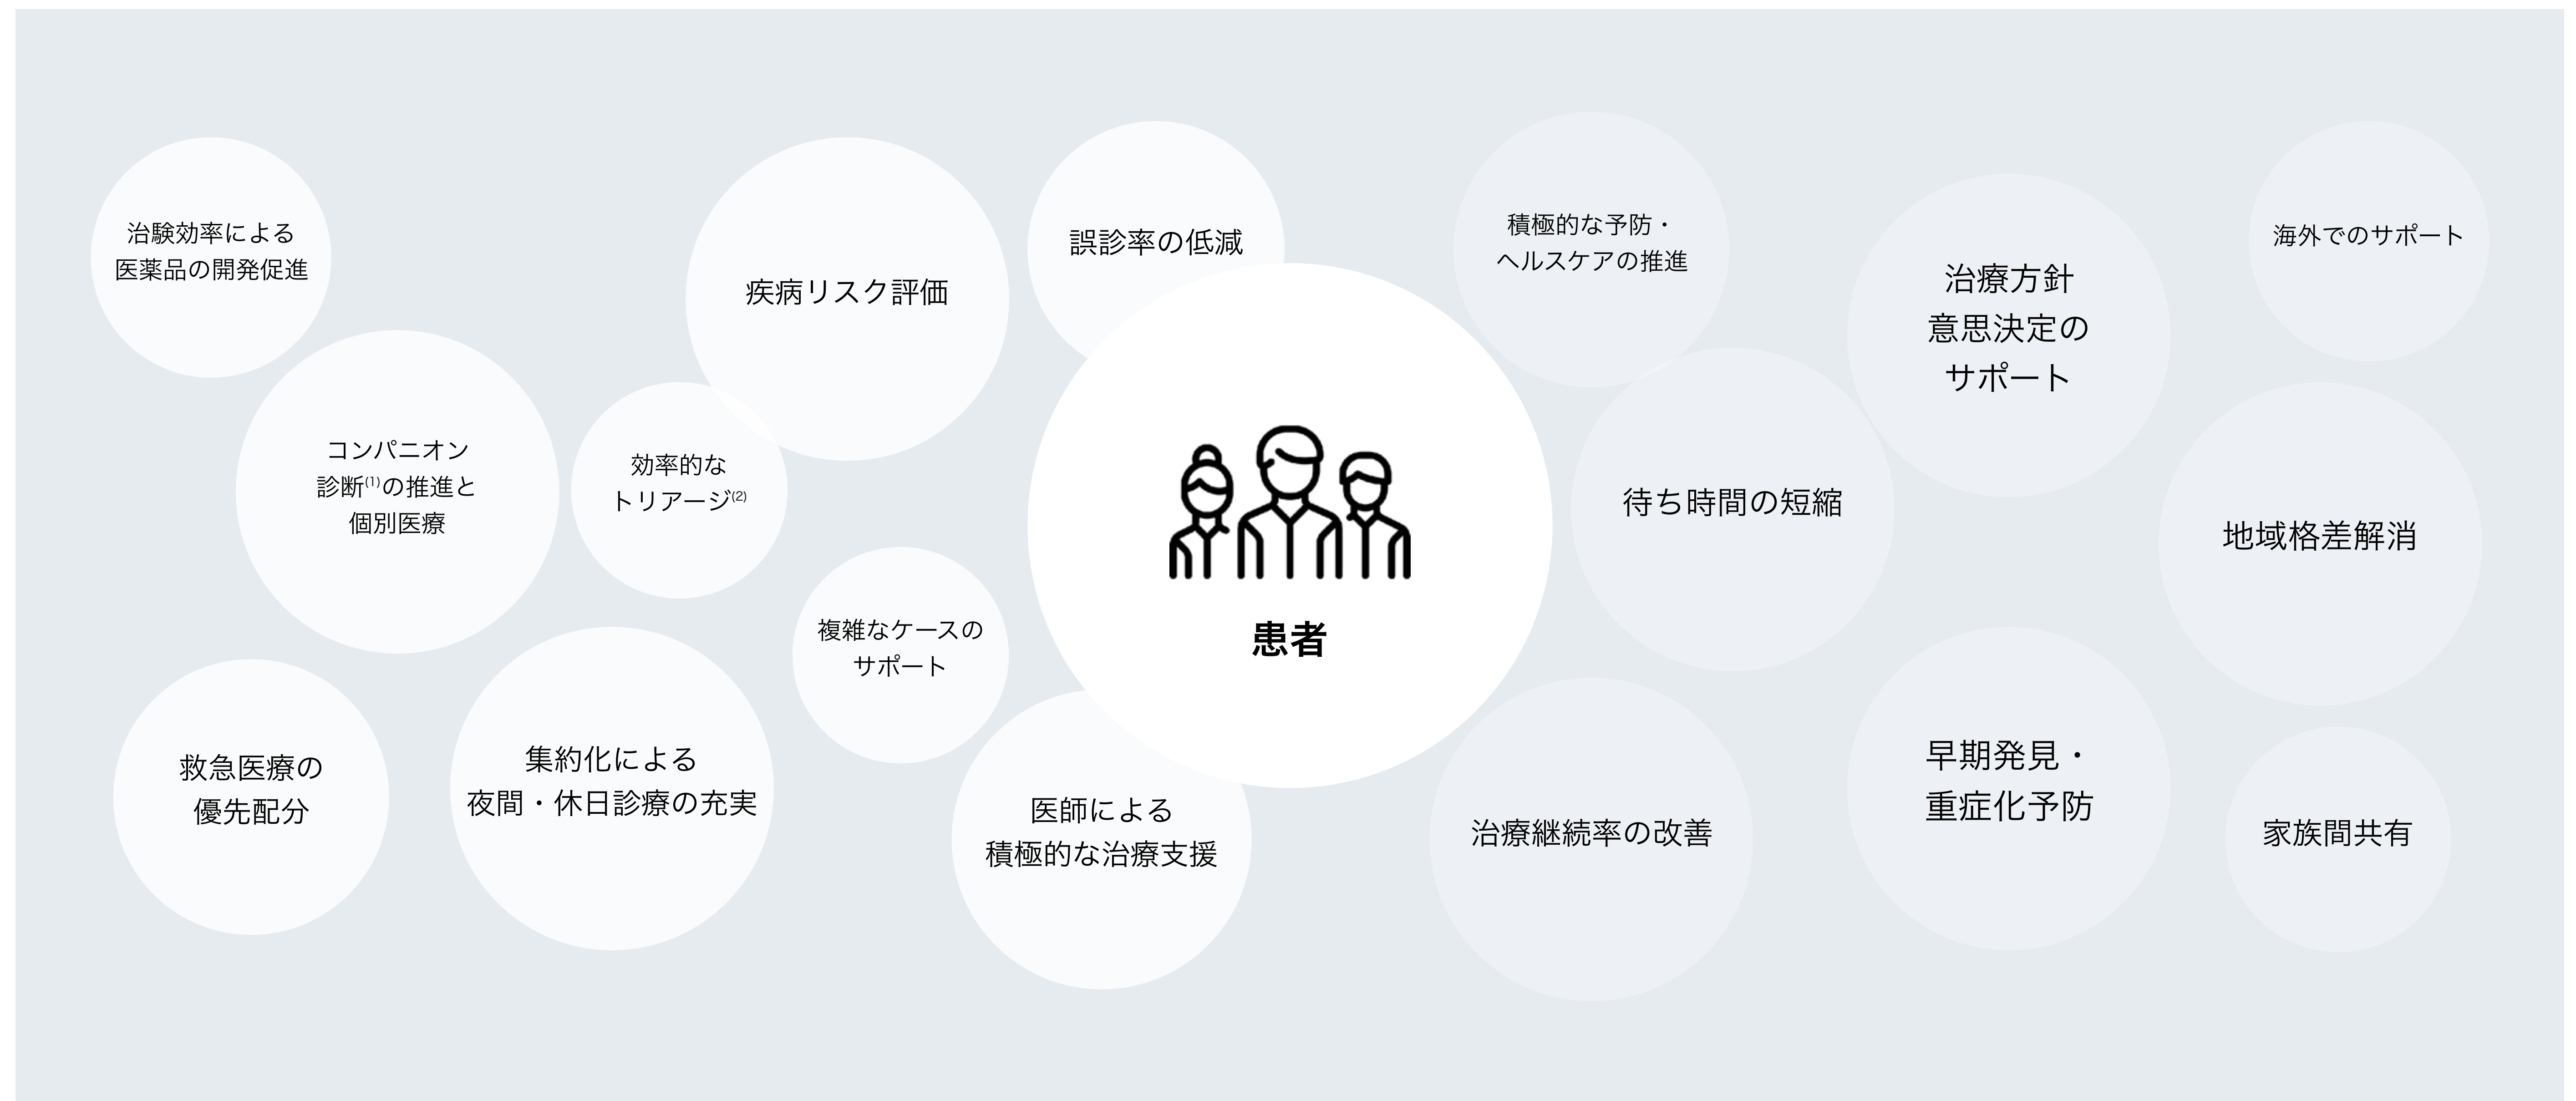 治験効率による
医薬品の開発促進
コンパニオン
診断(1)の推進と
個別医療
救急医療の
優先配分
疾病リスク評価
効率的な
トリアージ(2)
集約化による
夜間・休日診療の充実
複雑なケースの
サポート
誤診率の低減
患者
医師による
積極的な治療支援
積極的な予防・
ヘルスケアの推進
待ち時間の短縮
治療継続率の改善
治療方針
意思決定の
サポート
早期発見・
重症化予防
海外でのサポート
地域格差解消
家族間共有